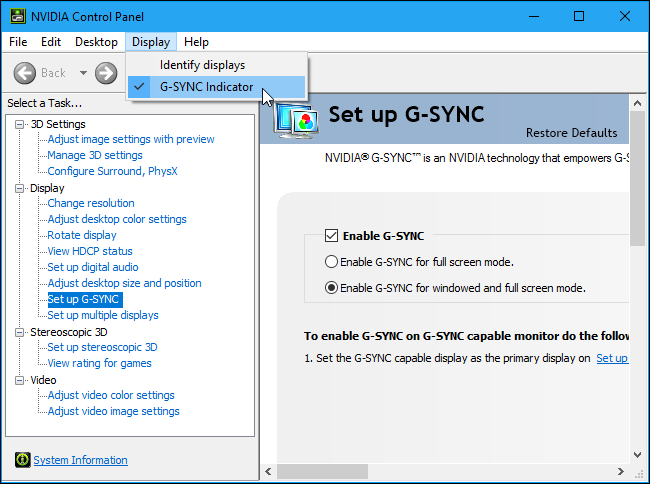 NVIDIA Control Panel
File Edit Desktop Display Help
Identify displays
G-SYNC Indicator
Back
Select a Task...
3D Settings
Adjust image settings with preview
Manage 3D settings
Configure Surround, PhysX
Display
Change resolution
Adjust desktop color settings
Rotate display
View HDCP status
Set up digital audio
Adjust desktop size and position
Set up G-SYNC
Set up multiple displays
Stereoscopic 3D
Set up stereoscopic 3D
View rating for games
Video
Adjust video color settings
Adjust video image settings
System Information
Set up G-SYNC
Restore Defaults
NVIDIA® G-SYNC™ is an NVIDIA technology that empowers G-S
Enable G-SYNC
Enable G-SYNC for full screen mode.
Enable G-SYNC for windowed and full screen mode.
To enable G-SYNC on G-SYNC capable monitor do the follow
1. Set the G-SYNC capable display as the primary display on Set up